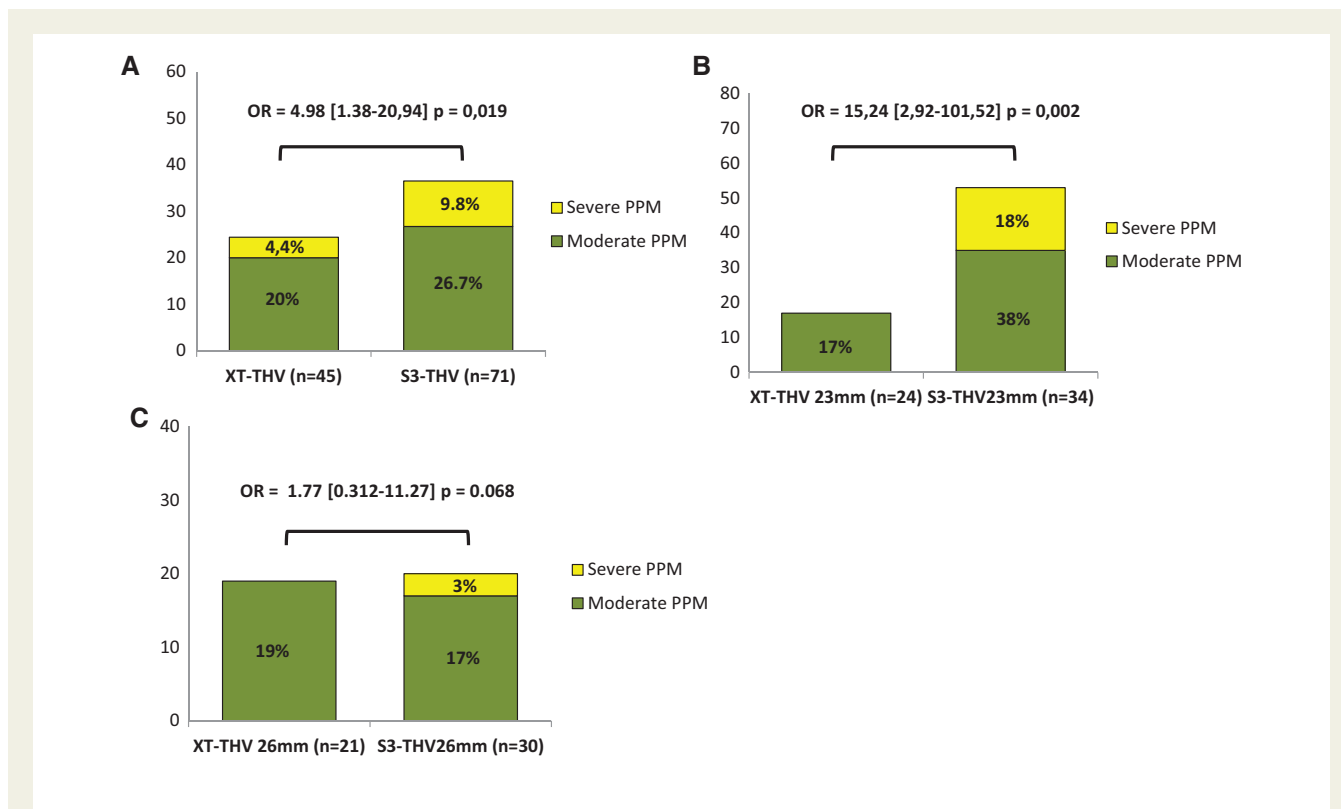 A
60
50
40
30
20
10
0
OR = 4.98 [1.38-20,94] p = 0,019
4,4%
20%
9.8%
26.7%
Severe PPM
Moderate PPM
XT-THV (n=45) S3-THV (n=71)
B
80
70
60
50
40
30
20
10
0
OR = 15,24 [2,92-101,52] p = 0,002
17%
18%
38%
Severe PPM
Moderate PPM
XT-THV 23mm (n=24) S3-THV23mm (n=34)
C
40
30
20
10
0
OR = 1.77 [0.312-11.27] p = 0.068
19%
3%
17%
Severe PPM
Moderate PPM
XT-THV 26mm (n=21) S3-THV26mm (n=30)